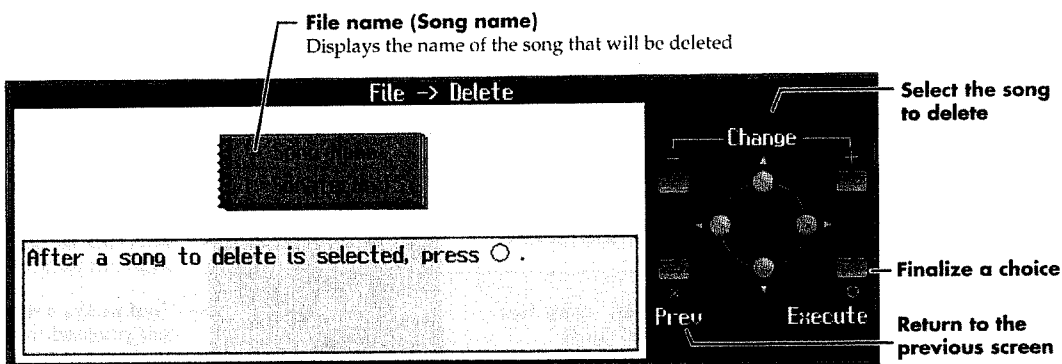 File name (Song name)
Displays the name of the song that will be deleted
File -> Delete
Select the song
to delete
Change
- +
After a song to delete is selected, press ○ .
Finalize a choice
× ○
Prev Execute
Return to the
previous screen